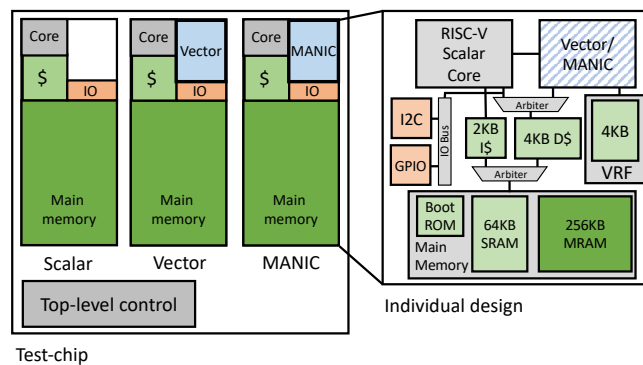 Core
$
IO
Main
memory
Scalar
Core
Vector
$
IO
Main
memory
Vector
Core
MANIC
$
IO
Main
memory
MANIC
Top-level control
Test-chip
RISC-V
Scalar
Core
Vector/
MANIC
I2C
GPIO
IO Bus
Arbiter
2KB
I$
4KB D$
4KB
VRF
Arbiter
Boot
ROM
Main
Memory
64KB
SRAM
256KB
MRAM
Individual design